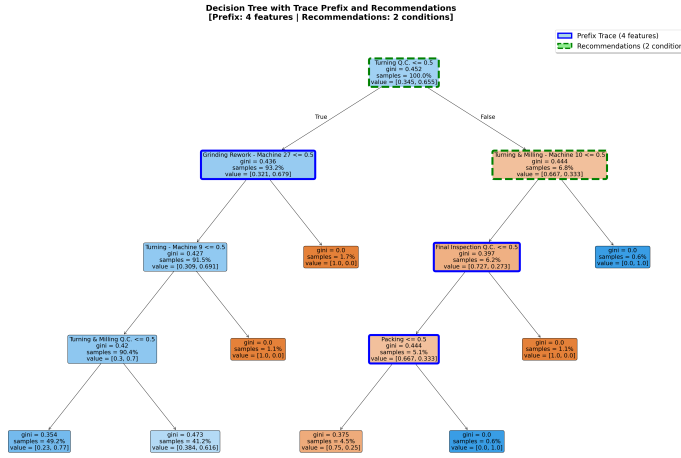 Decision Tree with Trace Prefix and Recommendations
[Prefix: 4 features | Recommendations: 2 conditions]
Prefix Trace (4 features)
Recommendations (2 condition
Turning Q.C. <= 0.5
gini = 0.452
samples = 100.0%
value = [0.345, 0.655]
True
False
Grinding Rework - Machine 27 <= 0.5
gini = 0.436
samples = 93.2%
value = [0.321, 0.679]
Turning & Milling - Machine 10 <= 0.5
gini = 0.444
samples = 6.8%
value = [0.667, 0.333]
Turning - Machine 9 <= 0.5
gini = 0.427
samples = 91.5%
value = [0.309, 0.691]
gini = 0.0
samples = 1.7%
value = [1.0, 0.0]
Final Inspection Q.C. <= 0.5
gini = 0.397
samples = 6.2%
value = [0.727, 0.273]
gini = 0.0
samples = 0.6%
value = [0.0, 1.0]
Turning & Milling Q.C. <= 0.5
gini = 0.42
samples = 90.4%
value = [0.3, 0.7]
gini = 0.0
samples = 1.1%
value = [1.0, 0.0]
Packing <= 0.5
gini = 0.444
samples = 5.1%
value = [0.667, 0.333]
gini = 0.0
samples = 1.1%
value = [1.0, 0.0]
gini = 0.354
samples = 49.2%
value = [0.23, 0.77]
gini = 0.473
samples = 41.2%
value = [0.384, 0.616]
gini = 0.375
samples = 4.5%
value = [0.75, 0.25]
gini = 0.0
samples = 0.6%
value = [0.0, 1.0]